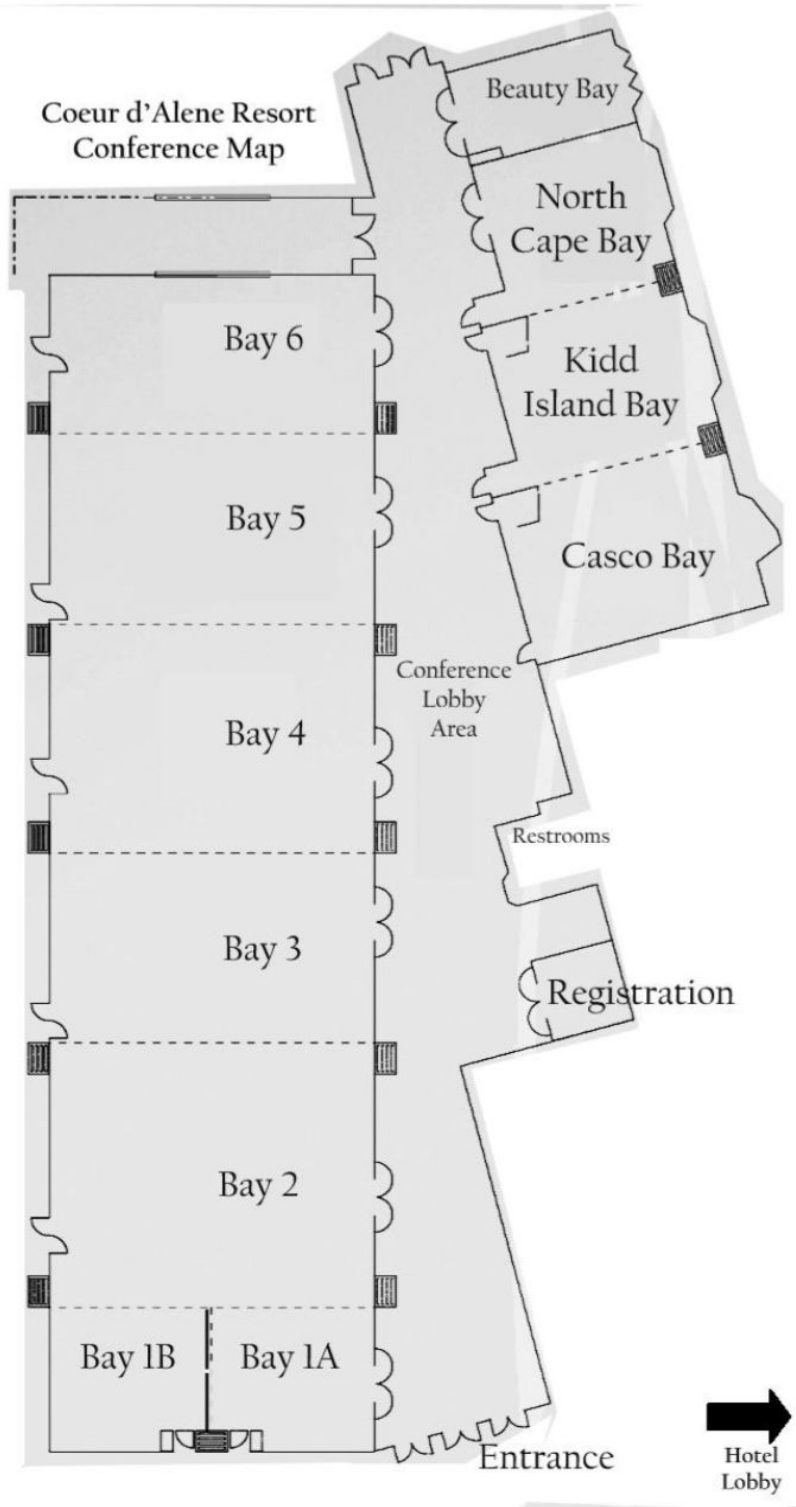 Coeur d'Alene Resort
Conference Map
Beauty Bay
North
Cape Bay
Bay 6
Kidd
Island Bay
Bay 5
Casco Bay
Conference
Lobby
Area
Bay 4
Restrooms
Bay 3
Registration
Bay 2
Bay 1B
Bay 1A
Entrance
Hotel
Lobby